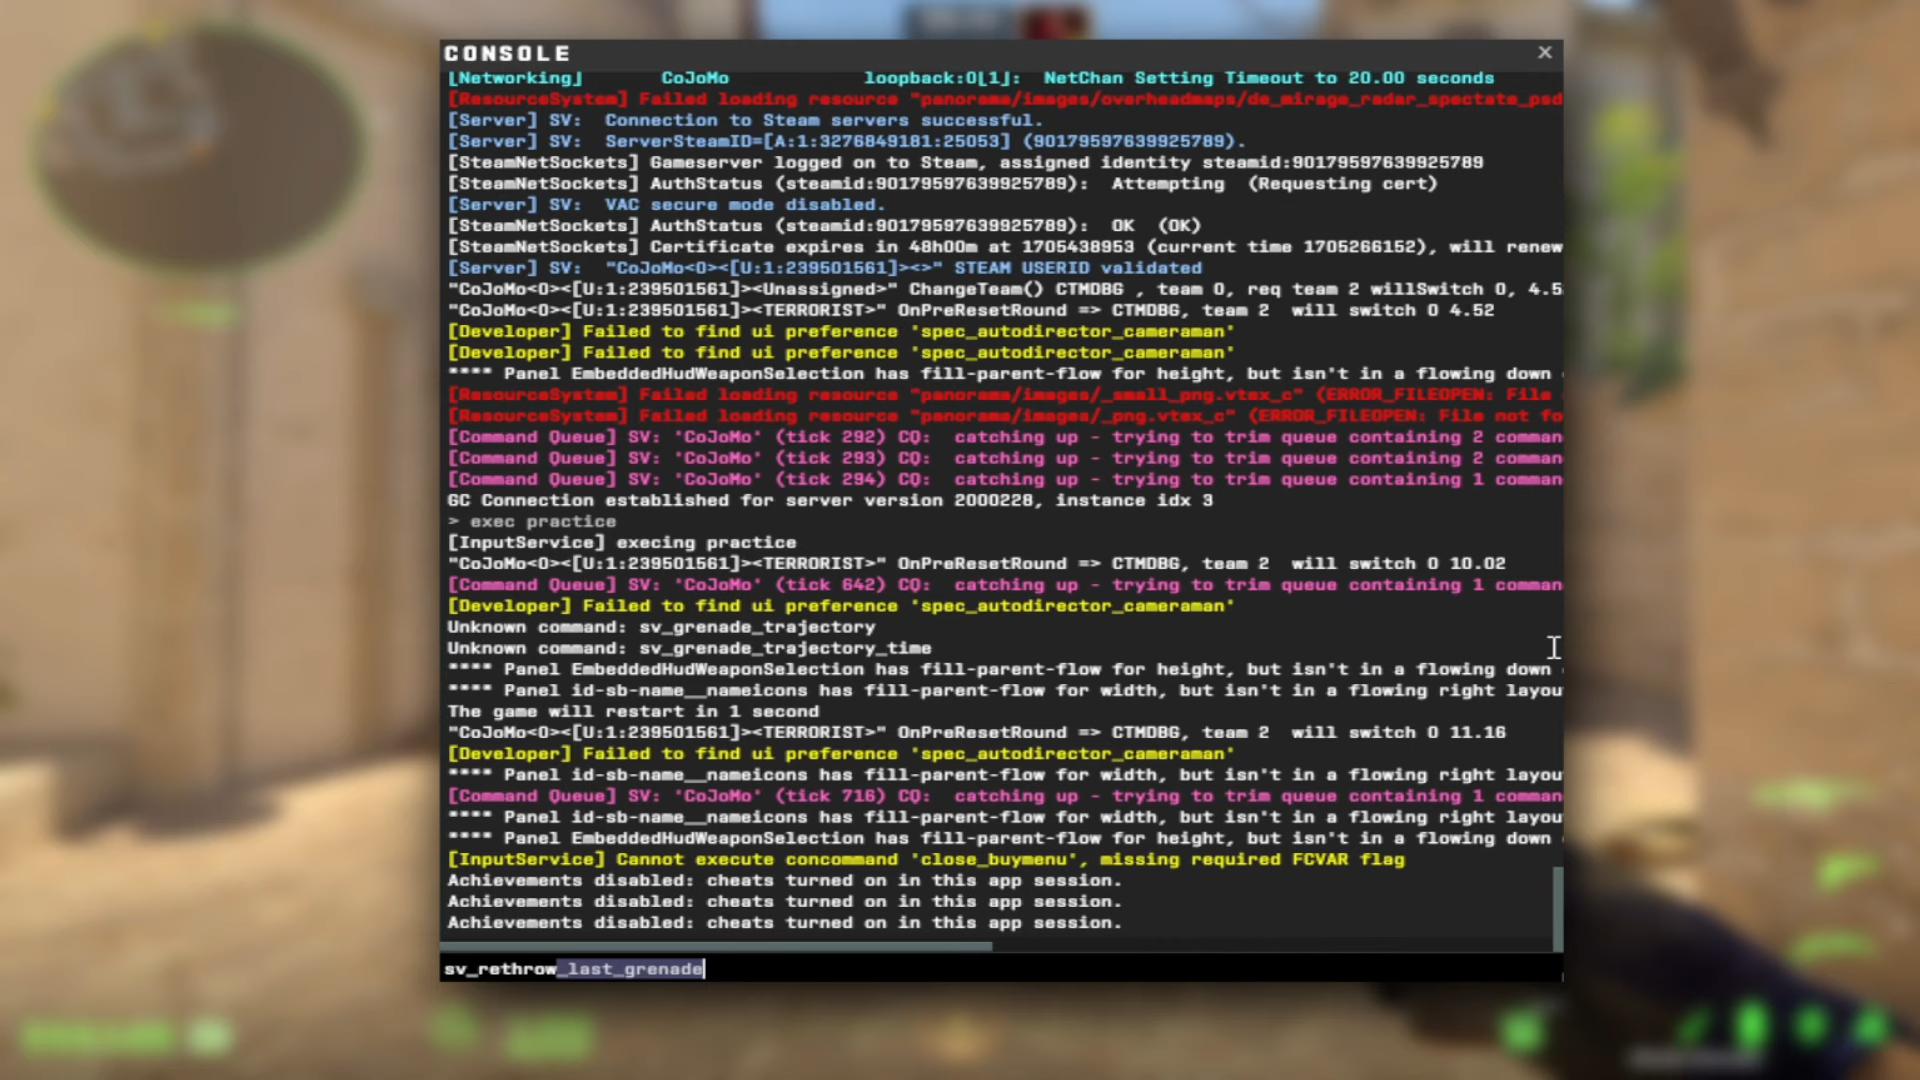 CONSOLE
[Networking] CoJoMo loopback:0[1]: NetChan Setting Timeout to 20.00 seconds
[ResourceSystem] Failed loading resource "panorama/images/overheadmaps/de_mirage_radar_spectate_psd
[Server] SV: Connection to Steam servers successful.
[Server] SV: ServerSteamID=[A:1:3276849181:25053] (90179597639925789).
[SteamNetSockets] Gameserver logged on to Steam, assigned identity steamid:90179597639925789
[SteamNetSockets] AuthStatus (steamid:90179597639925789): Attempting (Requesting cert)
[Server] SV: VAC secure mode disabled.
[SteamNetSockets] AuthStatus (steamid:90179597639925789): OK (OK)
[SteamNetSockets] Certificate expires in 48h00m at 1705438953 (current time 1705266152), will renew
[Server] SV: "CoJoMo<0><[U:1:239501561]><>" STEAM USERID validated
"CoJoMo<0><[U:1:239501561]><Unassigned>" ChangeTeam() CTMDBG , team 0, req team 2 willSwitch 0, 4.5
"CoJoMo<0><[U:1:239501561]><TERRORIST>" OnPreResetRound => CTMDBG, team 2 will switch 0 4.52
[Developer] Failed to find ui preference 'spec_autodirector_cameraman'
[Developer] Failed to find ui preference 'spec_autodirector_cameraman'
**** Panel EmbeddedHudWeaponSelection has fill-parent-flow for height, but isn't in a flowing down
[ResourceSystem] Failed loading resource "panorama/images/_small_png.vtex_c" (ERROR_FILEOPEN: File
[ResourceSystem] Failed loading resource "panorama/images/_png.vtex_c" (ERROR_FILEOPEN: File not fo
[Command Queue] SV: 'CoJoMo' (tick 292) CQ: catching up - trying to trim queue containing 2 comman
[Command Queue] SV: 'CoJoMo' (tick 293) CQ: catching up - trying to trim queue containing 2 comman
[Command Queue] SV: 'CoJoMo' (tick 294) CQ: catching up - trying to trim queue containing 1 comman
GC Connection established for server version 2000228, instance idx 3
> exec practice
[InputService] execing practice
"CoJoMo<0><[U:1:239501561]><TERRORIST>" OnPreResetRound => CTMDBG, team 2 will switch 0 10.02
[Command Queue] SV: 'CoJoMo' (tick 642) CQ: catching up - trying to trim queue containing 1 comman
[Developer] Failed to find ui preference 'spec_autodirector_cameraman'
Unknown command: sv_grenade_trajectory
Unknown command: sv_grenade_trajectory_time
**** Panel EmbeddedHudWeaponSelection has fill-parent-flow for height, but isn't in a flowing down
**** Panel id-sb-name__nameicons has fill-parent-flow for width, but isn't in a flowing right layou
The game will restart in 1 second
"CoJoMo<0><[U:1:239501561]><TERRORIST>" OnPreResetRound => CTMDBG, team 2 will switch 0 11.16
[Developer] Failed to find ui preference 'spec_autodirector_cameraman'
**** Panel id-sb-name__nameicons has fill-parent-flow for width, but isn't in a flowing right layou
[Command Queue] SV: 'CoJoMo' (tick 716) CQ: catching up - trying to trim queue containing 1 comman
**** Panel id-sb-name__nameicons has fill-parent-flow for width, but isn't in a flowing right layou
**** Panel EmbeddedHudWeaponSelection has fill-parent-flow for height, but isn't in a flowing down
[InputService] Cannot execute concommand 'close_buymenu', missing required FCVAR flag
Achievements disabled: cheats turned on in this app session.
Achievements disabled: cheats turned on in this app session.
Achievements disabled: cheats turned on in this app session.
sv_rethrow_last_grenade